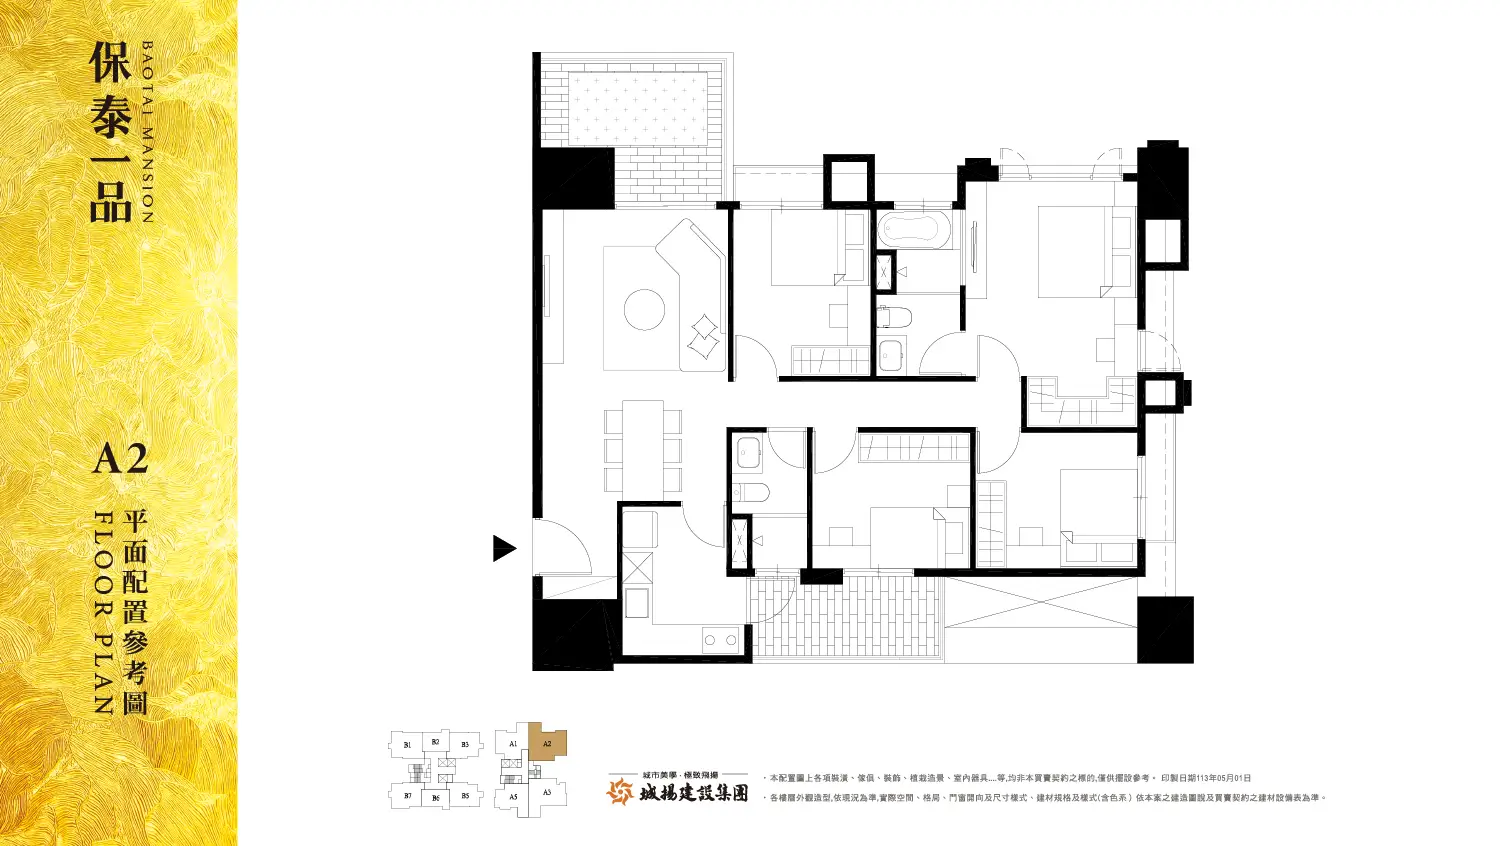 保泰一品
BAOTAI MANSION
A2
平面配置參考圖
FLOOR PLAN
B1
B2
B3
B7
B6
B5
A1
A2
A5
A3
城市美學·極致飛揚
城揚建設集團
·本配置圖上各項裝潢、傢俱、裝飾、植栽造景、室內器具....等,均非本買賣契約之標的,僅供擺設參考。 印製日期113年05月01日
·各樓層外觀造型,依現況為準,實際空間、格局、門窗開向及尺寸樣式、建材規格及樣式(含色系)依本案之建造圖說及買賣契約之建材設備表為準。